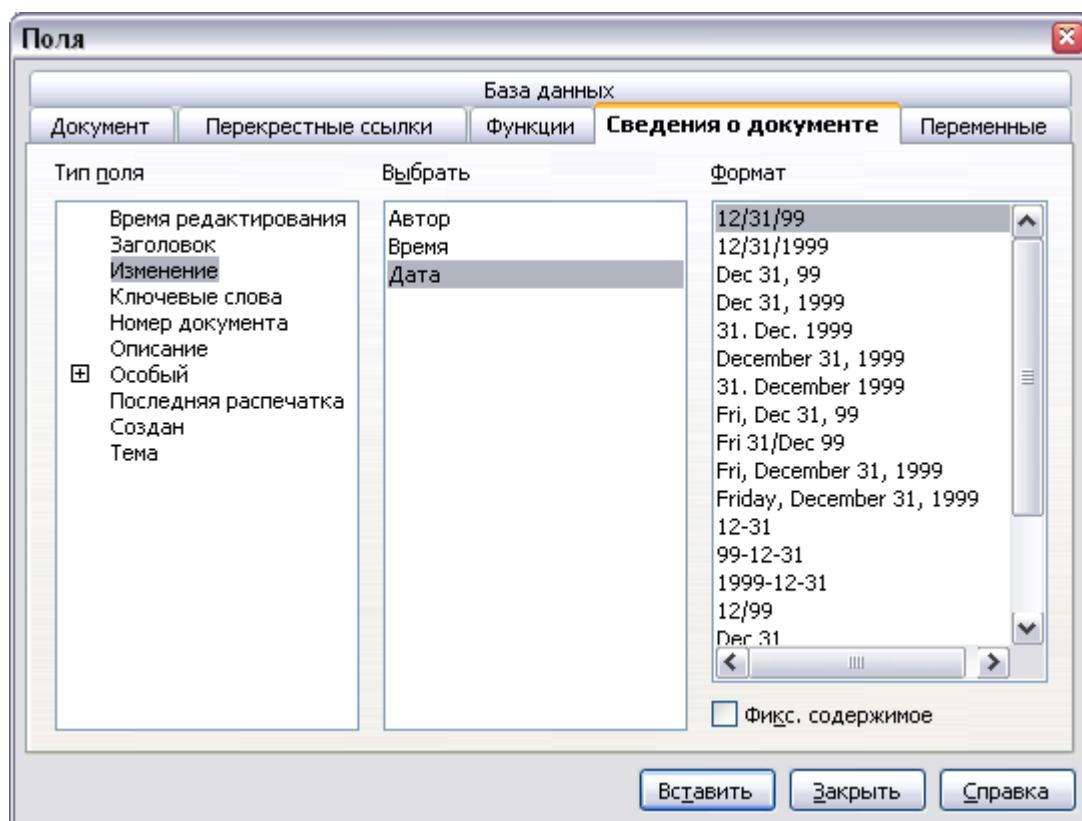 Поля
База данных
Документ
Перекрестные ссылки
Функции
Сведения о документе
Переменные
Тип поля
Время редактирования
Заголовок
Изменение
Ключевые слова
Номер документа
Описание
Особый
Последняя распечатка
Создан
Тема
Выбрать
Автор
Время
Дата
Формат
12/31/99
12/31/1999
Dec 31, 99
Dec 31, 1999
31. Dec. 1999
December 31, 1999
31. December 1999
Fri, Dec 31, 99
Fri 31/Dec 99
Fri, December 31, 1999
Friday, December 31, 1999
12-31
99-12-31
1999-12-31
12/99
Dec 31
Фикс. содержимое
Вставить
Закрыть
Справка